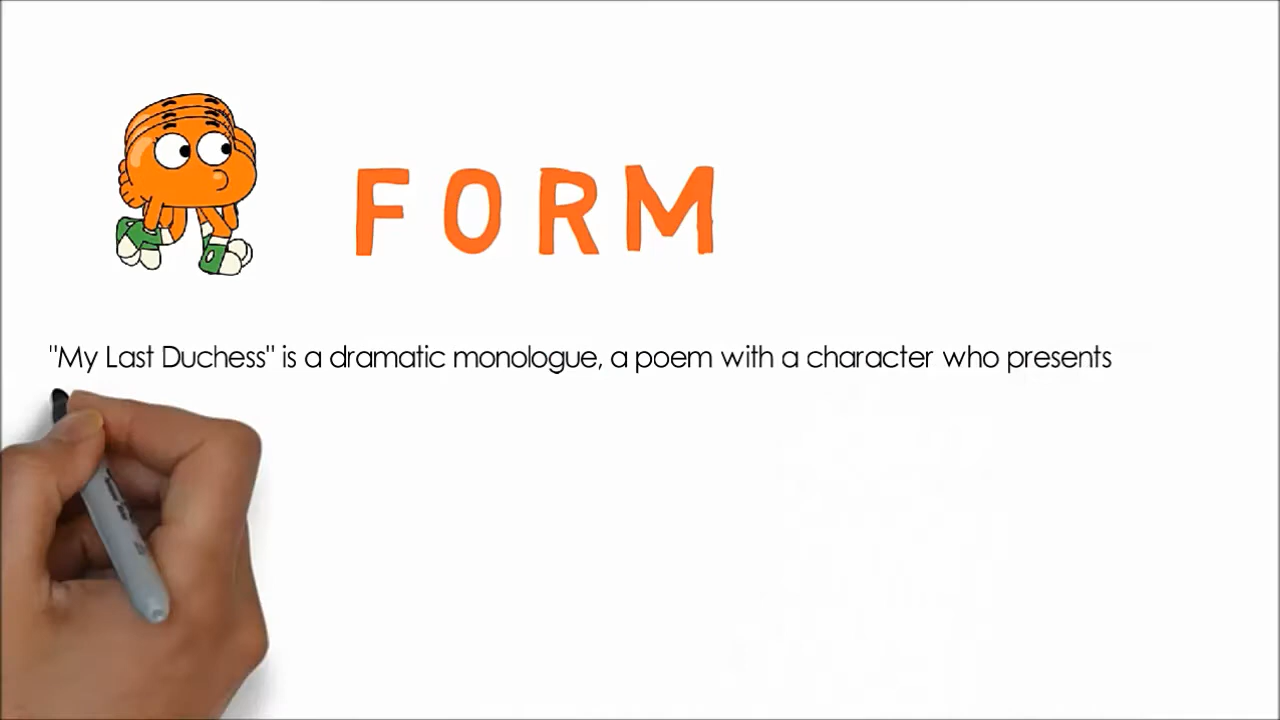 FORM
"My Last Duchess" is a dramatic monologue, a poem with a character who presents